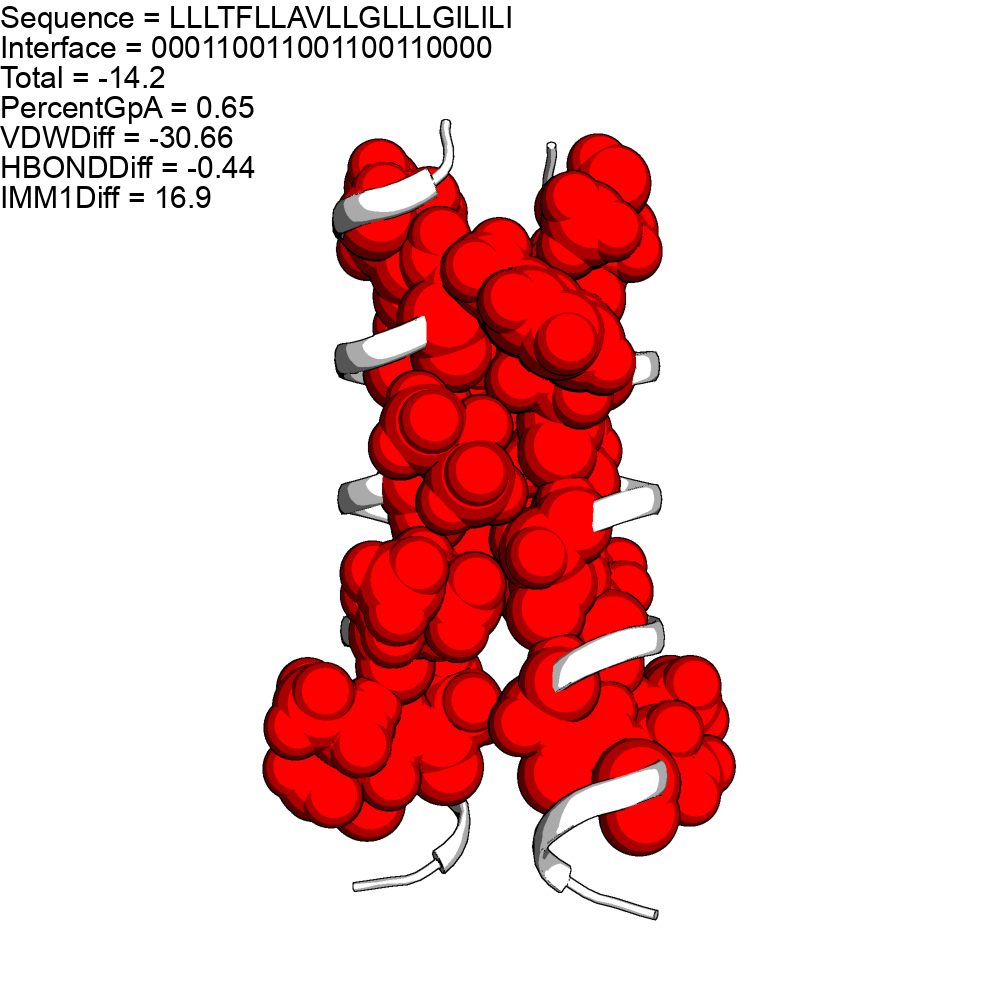 Sequence = LLLTFLLAVLLGLLLGILILI
Interface = 000110011001100110000
Total = -14.2
PercentGpA = 0.65
VDWDiff = -30.66
HBONDDiff = -0.44
IMM1Diff = 16.9